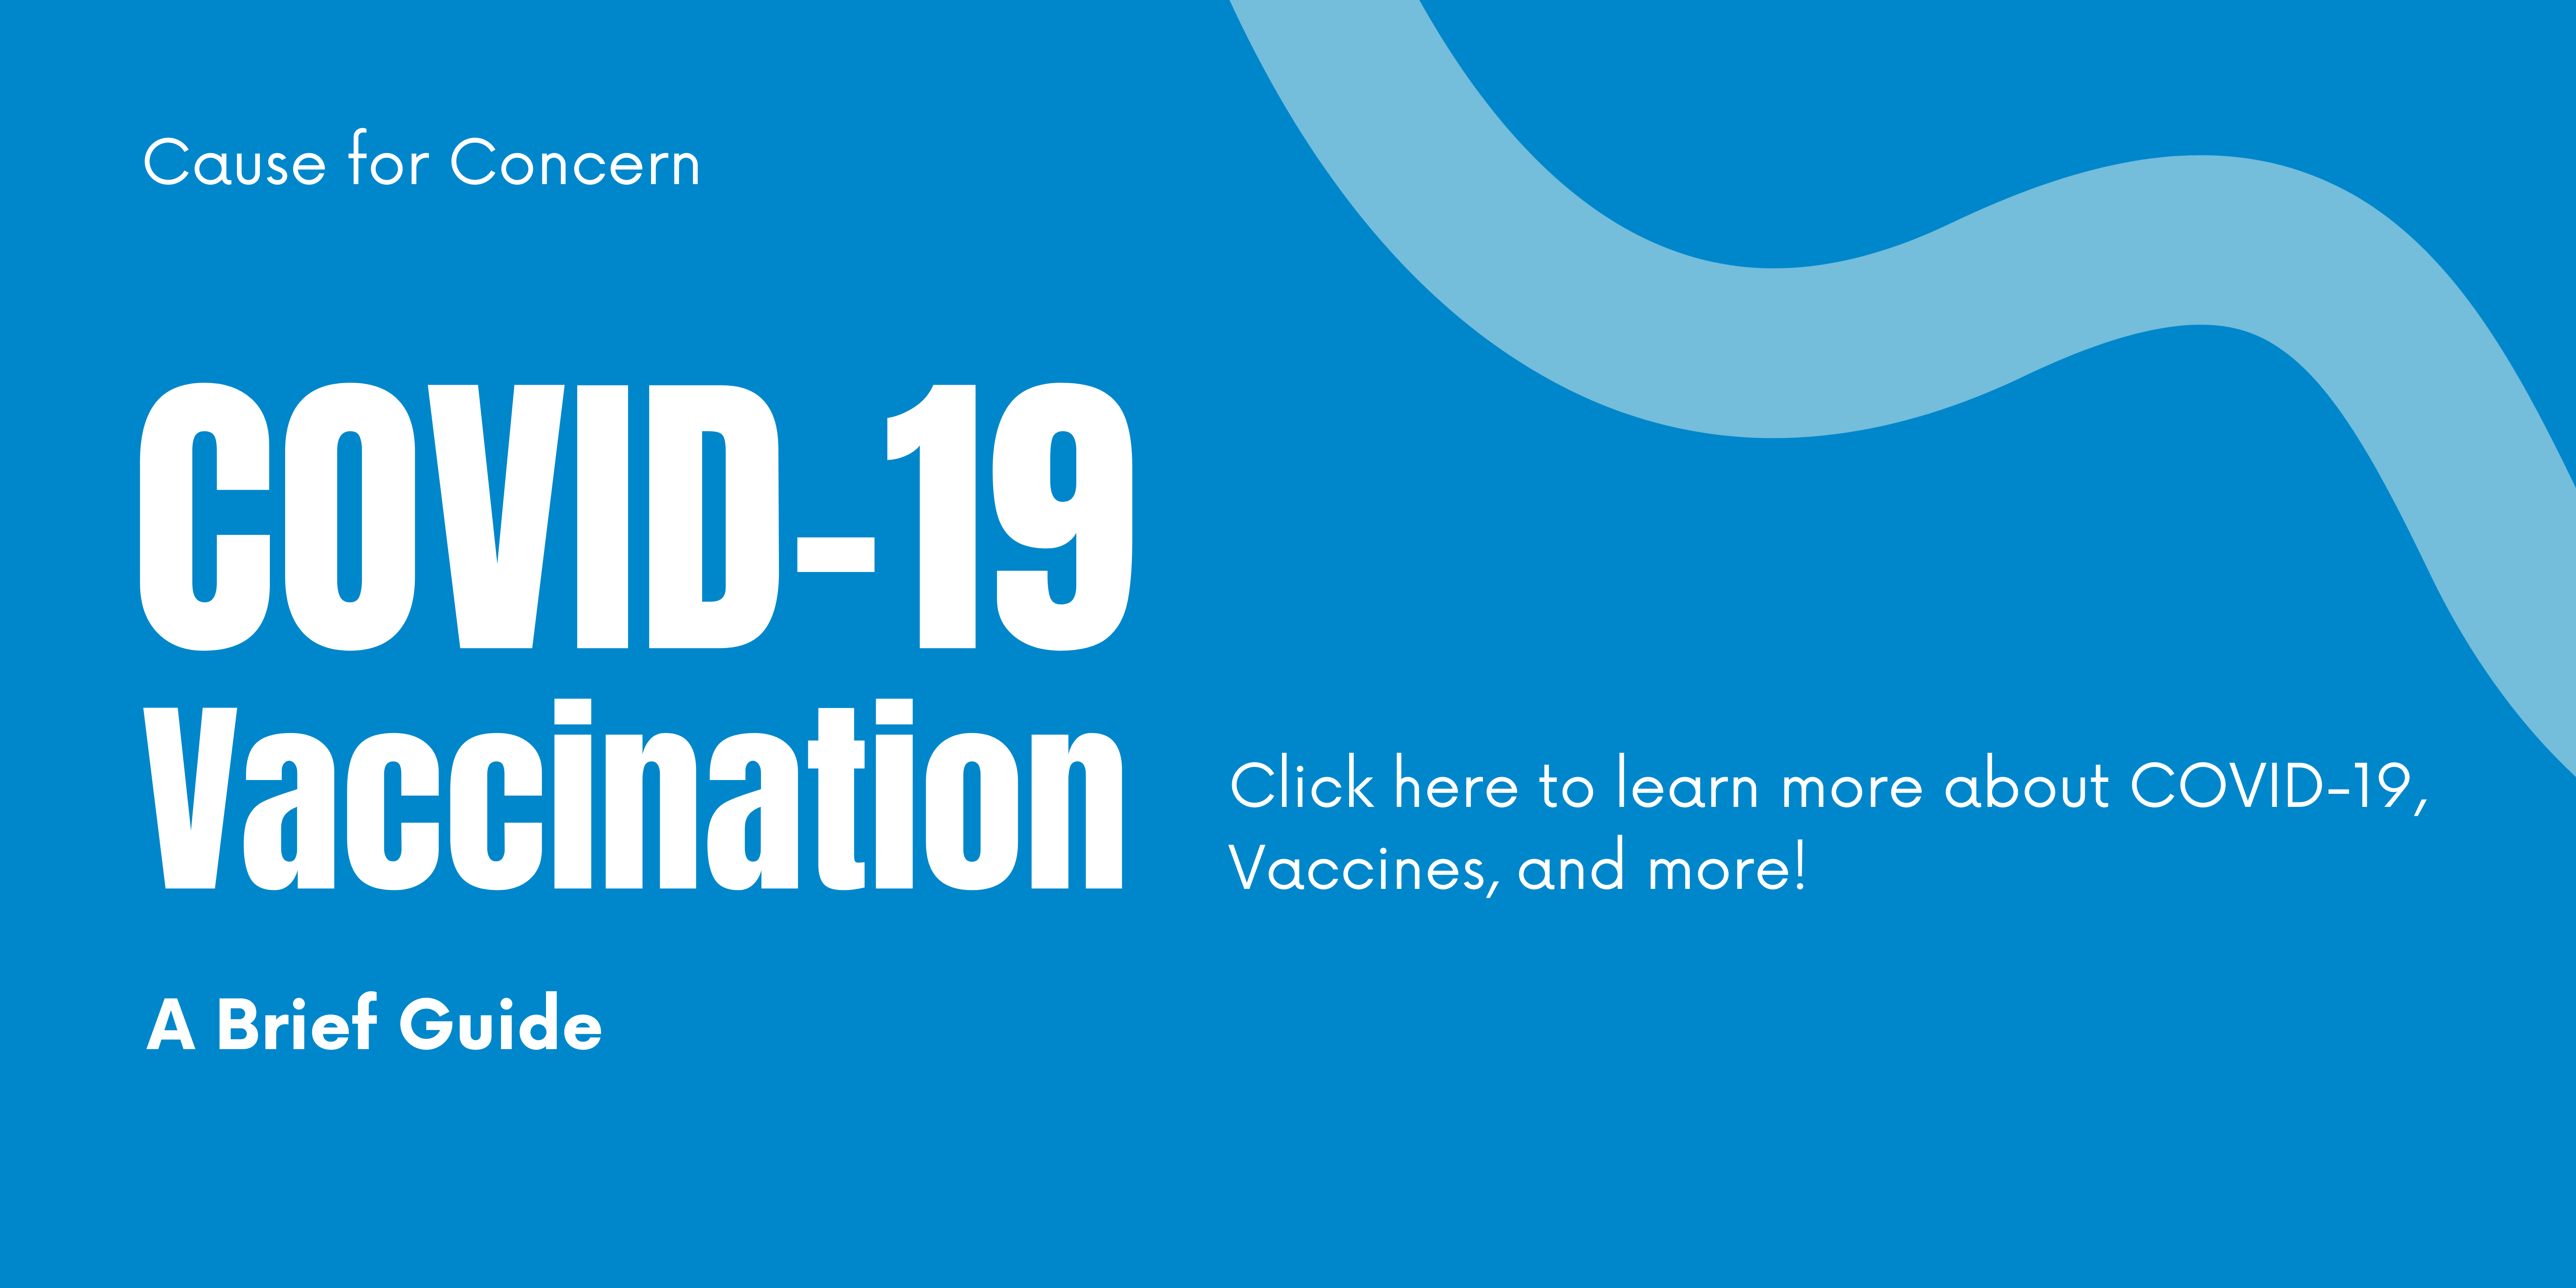 Cause for Concern
COVID-19
Vaccination
Click here to learn more about COVID-19,
Vaccines, and more!
A Brief Guide